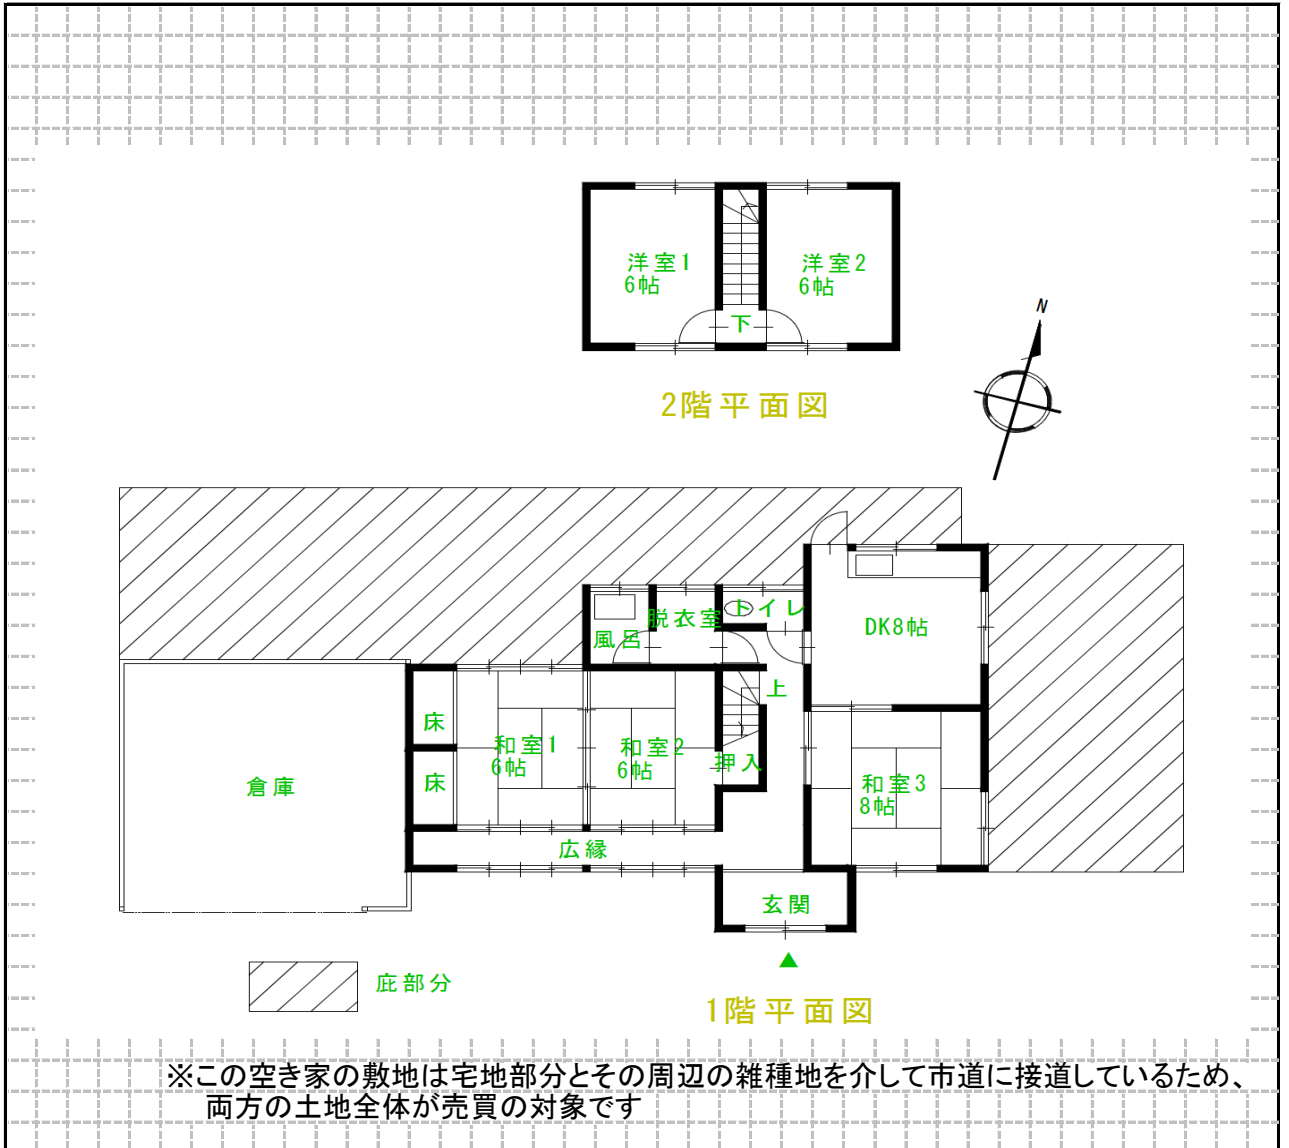 洋室1
6帖
洋室2
6帖
下
N
2階平面図
トイレ
脱衣室
風呂
DK8帖
上
床
和室1
6帖
和室2
6帖
押入
床
倉庫
和室3
8帖
広縁
玄関
庇部分
1階平面図
※この空き家の敷地は宅地部分とその周辺の雑種地を介して市道に接道しているため、
両方の土地全体が売買の対象です